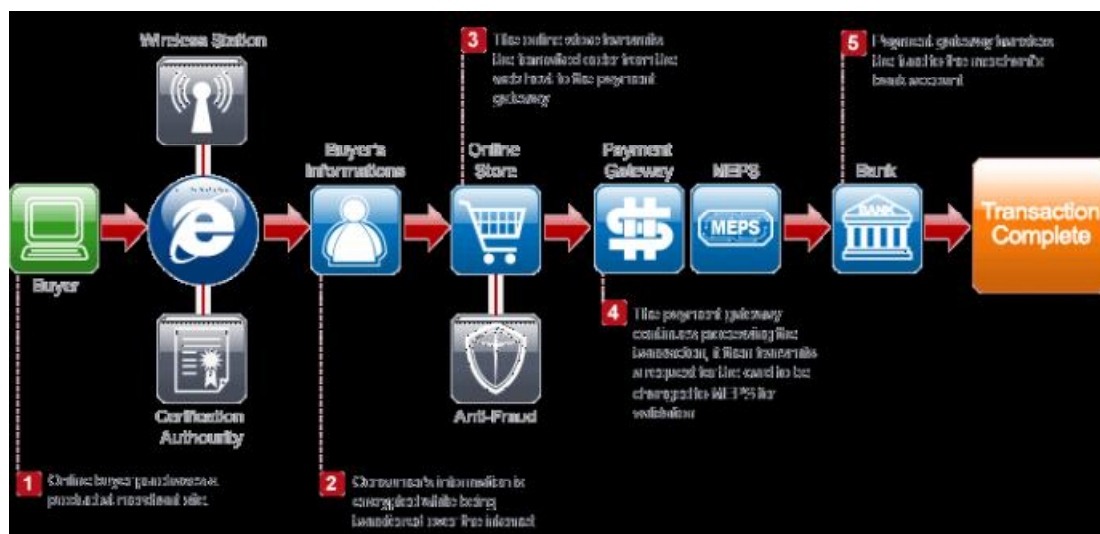 Wireless Station
3 The online store transmits
the transferred order from the
web host to the payment
gateway
5 Payment gateway transfers
the fund to the merchant's
bank account
Buyer's
Informations
Online
Store
Payment
Gateway
MEPS
Bank
BANK
MEPS
Transaction
Complete
Buyer
4 The payment gateway
continues processing the
transaction, it then transmits
a request for the card to be
charged to MEPS for
validation
Cerification
Authourity
Anti-Fraud
1 Online buyer purchases a
product at merchant site.
2 Consumer's information is
encrypted while being
transferred over the internet